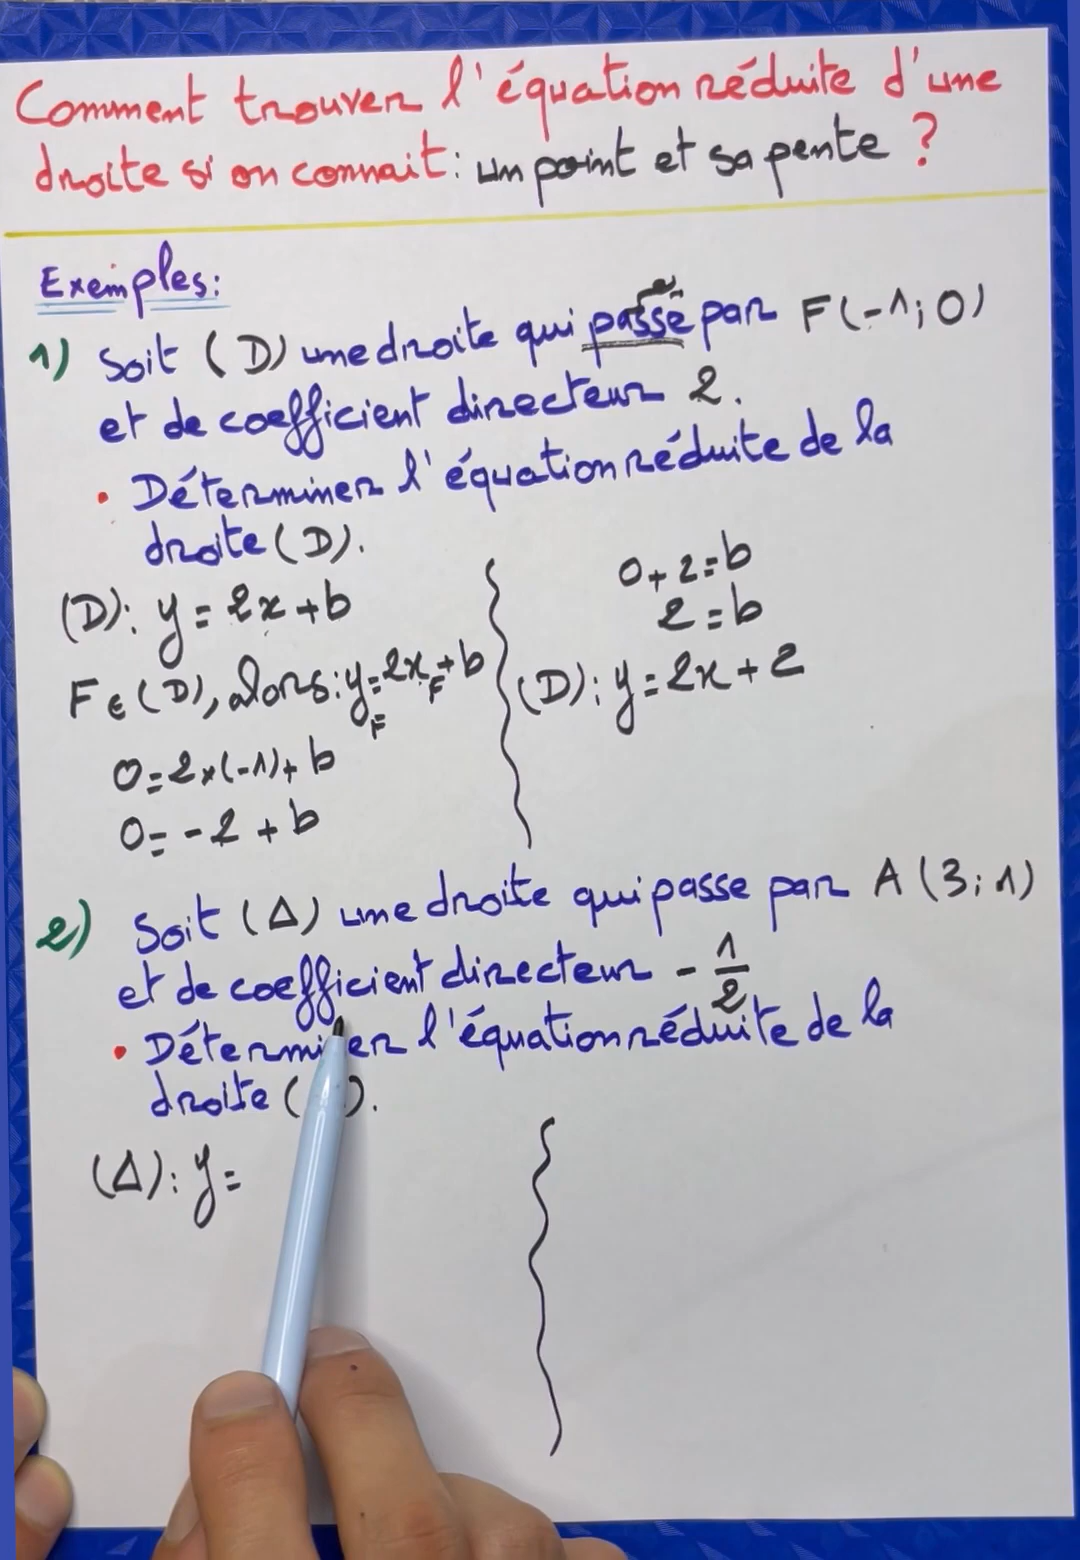 Comment trouver l'équation réduite d'une
droite si on connait: un point et sa pente ?
Exemples:
1) Soit (D) une droite qui passe par F(-1; 0)
et de coefficient directeur 2.
• Déterminer l'équation réduite de la
droite (D).
(D): y = 2x + b
F ∈ (D), alors: y_F = 2x_F + b
0 = 2 × (-1) + b
0 = -2 + b
0 + 2 = b
2 = b
(D): y = 2x + 2
2) Soit (Δ) une droite qui passe par A (3; 1)
et de coefficient directeur - 1/2
• Déterminer l'équation réduite de la
droite ( ).
(Δ): y =